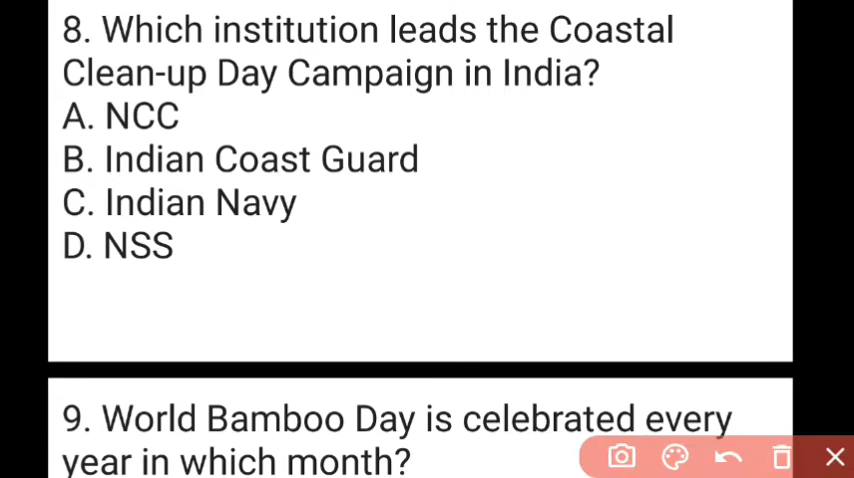 8. Which institution leads the Coastal
Clean-up Day Campaign in India?
A. NCC
B. Indian Coast Guard
C. Indian Navy
D. NSS
9. World Bamboo Day is celebrated every
year in which month?